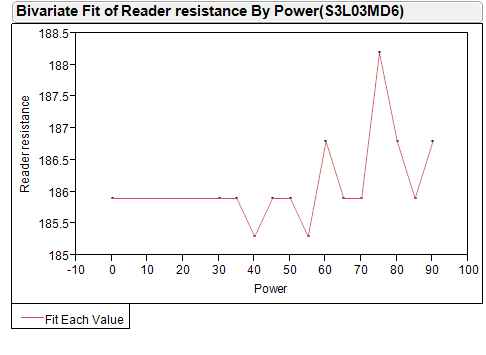 Bivariate Fit of Reader resistance By Power(S3L03MD6)
188.5
188
187.5
187
186.5
186
185.5
185
Reader resistance
-10 0 10 20 30 40 50 60 70 80 90 100
Power
Fit Each Value